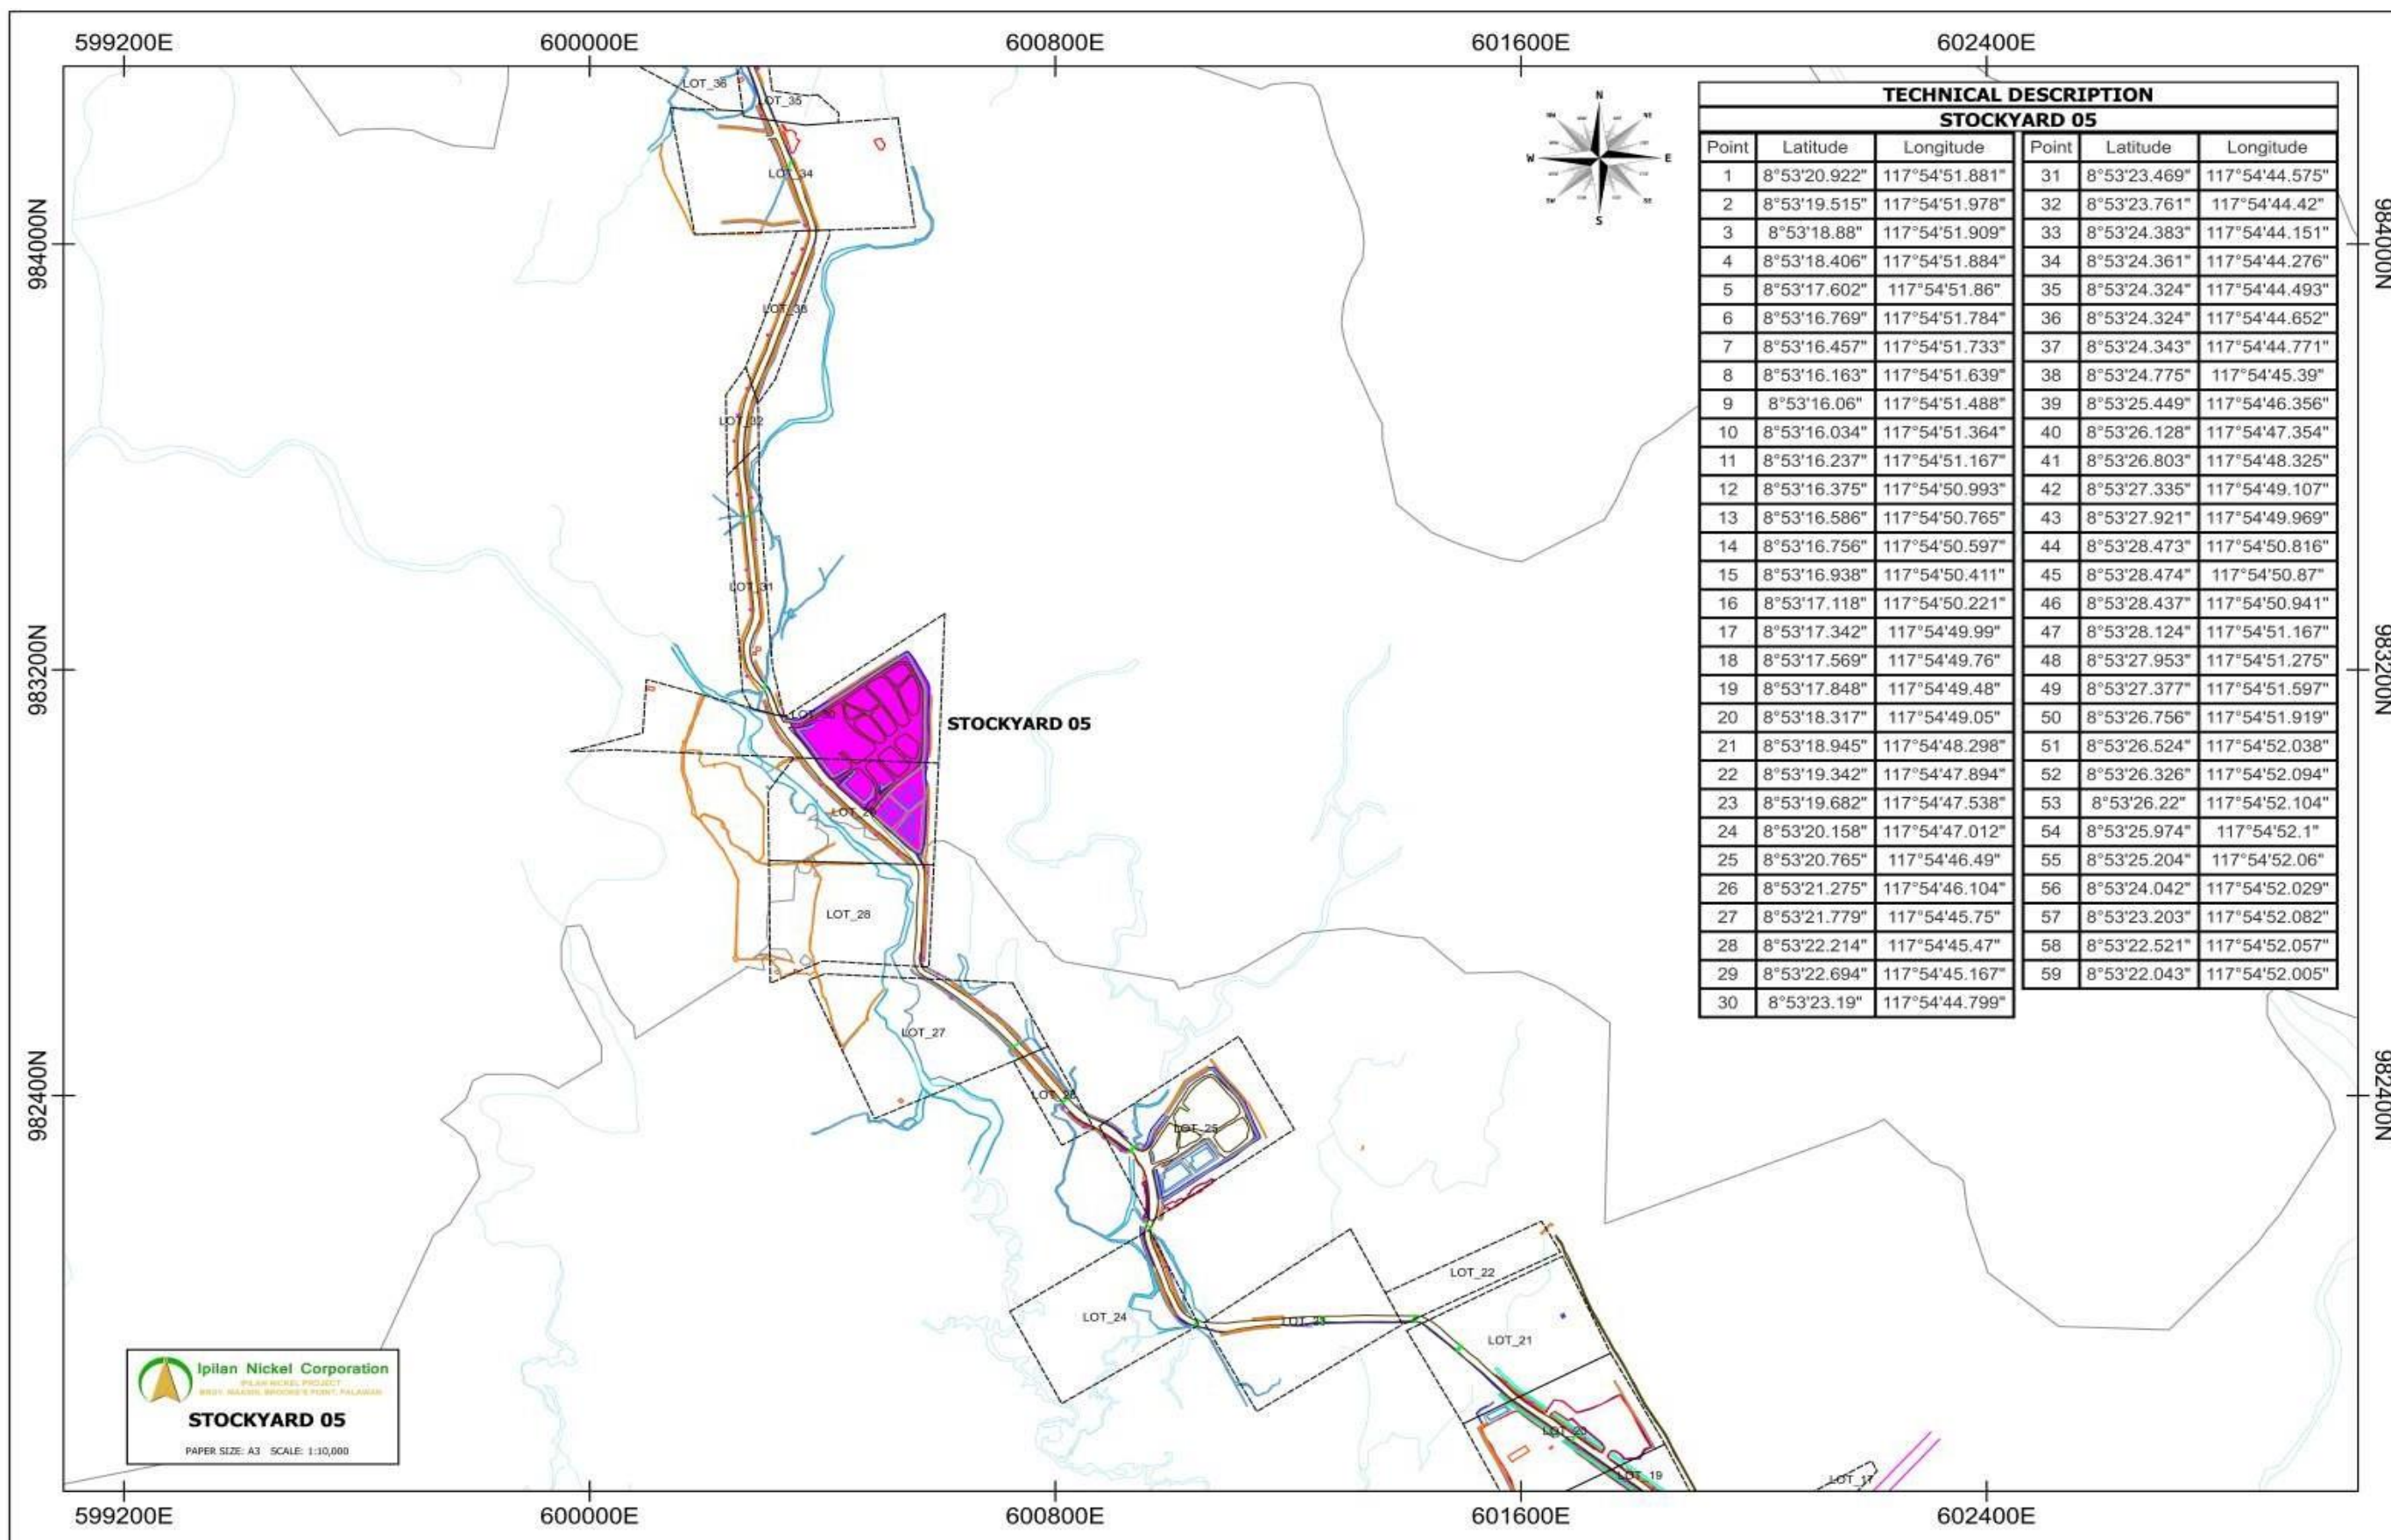 599200E 600000E 600800E 601600E 602400E
984000N 984000N
983200N 983200N
982400N 982400N
N
NE
E
SE
S
SW
W
NW
TECHNICAL DESCRIPTION
STOCKYARD 05
Point Latitude Longitude Point Latitude Longitude
1 8°53'20.922" 117°54'51.881" 31 8°53'23.469" 117°54'44.575"
2 8°53'19.515" 117°54'51.978" 32 8°53'23.761" 117°54'44.42"
3 8°53'18.88" 117°54'51.909" 33 8°53'24.383" 117°54'44.151"
4 8°53'18.406" 117°54'51.884" 34 8°53'24.361" 117°54'44.276"
5 8°53'17.602" 117°54'51.86" 35 8°53'24.324" 117°54'44.493"
6 8°53'16.769" 117°54'51.784" 36 8°53'24.324" 117°54'44.652"
7 8°53'16.457" 117°54'51.733" 37 8°53'24.343" 117°54'44.771"
8 8°53'16.163" 117°54'51.639" 38 8°53'24.775" 117°54'45.39"
9 8°53'16.06" 117°54'51.488" 39 8°53'25.449" 117°54'46.356"
10 8°53'16.034" 117°54'51.364" 40 8°53'26.128" 117°54'47.354"
11 8°53'16.237" 117°54'51.167" 41 8°53'26.803" 117°54'48.325"
12 8°53'16.375" 117°54'50.993" 42 8°53'27.335" 117°54'49.107"
13 8°53'16.586" 117°54'50.765" 43 8°53'27.921" 117°54'49.969"
14 8°53'16.756" 117°54'50.597" 44 8°53'28.473" 117°54'50.816"
15 8°53'16.938" 117°54'50.411" 45 8°53'28.474" 117°54'50.87"
16 8°53'17.118" 117°54'50.221" 46 8°53'28.437" 117°54'50.941"
17 8°53'17.342" 117°54'49.99" 47 8°53'28.124" 117°54'51.167"
18 8°53'17.569" 117°54'49.76" 48 8°53'27.953" 117°54'51.275"
19 8°53'17.848" 117°54'49.48" 49 8°53'27.377" 117°54'51.597"
20 8°53'18.317" 117°54'49.05" 50 8°53'26.756" 117°54'51.919"
21 8°53'18.945" 117°54'48.298" 51 8°53'26.524" 117°54'52.038"
22 8°53'19.342" 117°54'47.894" 52 8°53'26.326" 117°54'52.094"
23 8°53'19.682" 117°54'47.538" 53 8°53'26.22" 117°54'52.104"
24 8°53'20.158" 117°54'47.012" 54 8°53'25.974" 117°54'52.1"
25 8°53'20.765" 117°54'46.49" 55 8°53'25.204" 117°54'52.06"
26 8°53'21.275" 117°54'46.104" 56 8°53'24.042" 117°54'52.029"
27 8°53'21.779" 117°54'45.75" 57 8°53'23.203" 117°54'52.082"
28 8°53'22.214" 117°54'45.47" 58 8°53'22.521" 117°54'52.057"
29 8°53'22.694" 117°54'45.167" 59 8°53'22.043" 117°54'52.005"
30 8°53'23.19" 117°54'44.799"
LOT_36
LOT_35
LOT_34
LOT_33
LOT_32
LOT_31
LOT_30
STOCKYARD 05
LOT_29
LOT_28
LOT_27
LOT_26
LOT_25
LOT_24
LOT_23
LOT_22
LOT_21
LOT_20
LOT_19
LOT_17
Ipilan Nickel Corporation
IPILAN NICKEL PROJECT
BRGY. MAASIN, BROOKE'S POINT, PALAWAN
STOCKYARD 05
PAPER SIZE: A3 SCALE: 1:10,000
599200E 600000E 600800E 601600E 602400E